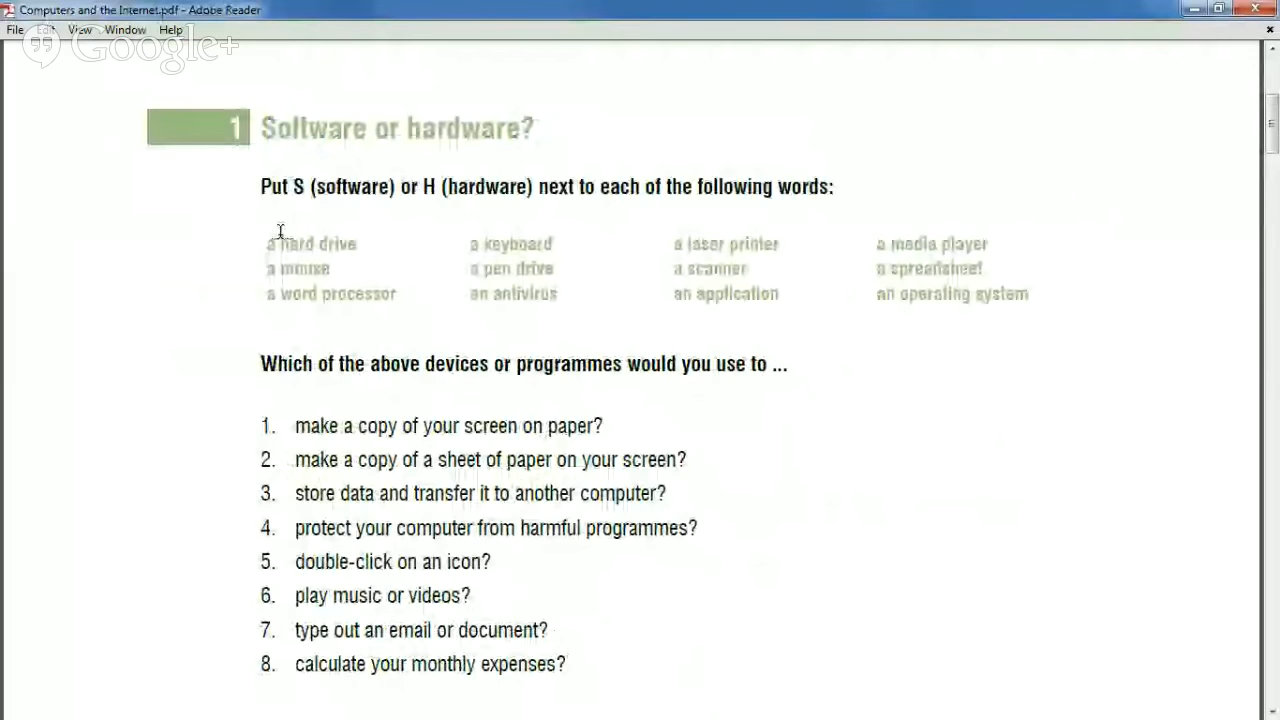 Computers and the Internet.pdf - Adobe Reader
File Edit View Window Help
Google+
1 Software or hardware?
Put S (software) or H (hardware) next to each of the following words:
a hard drive a keyboard a laser printer a media player
a mouse a pen drive a scanner a spreadsheet
a word processor an antivirus an application an operating system
Which of the above devices or programmes would you use to ...
1. make a copy of your screen on paper?
2. make a copy of a sheet of paper on your screen?
3. store data and transfer it to another computer?
4. protect your computer from harmful programmes?
5. double-click on an icon?
6. play music or videos?
7. type out an email or document?
8. calculate your monthly expenses?